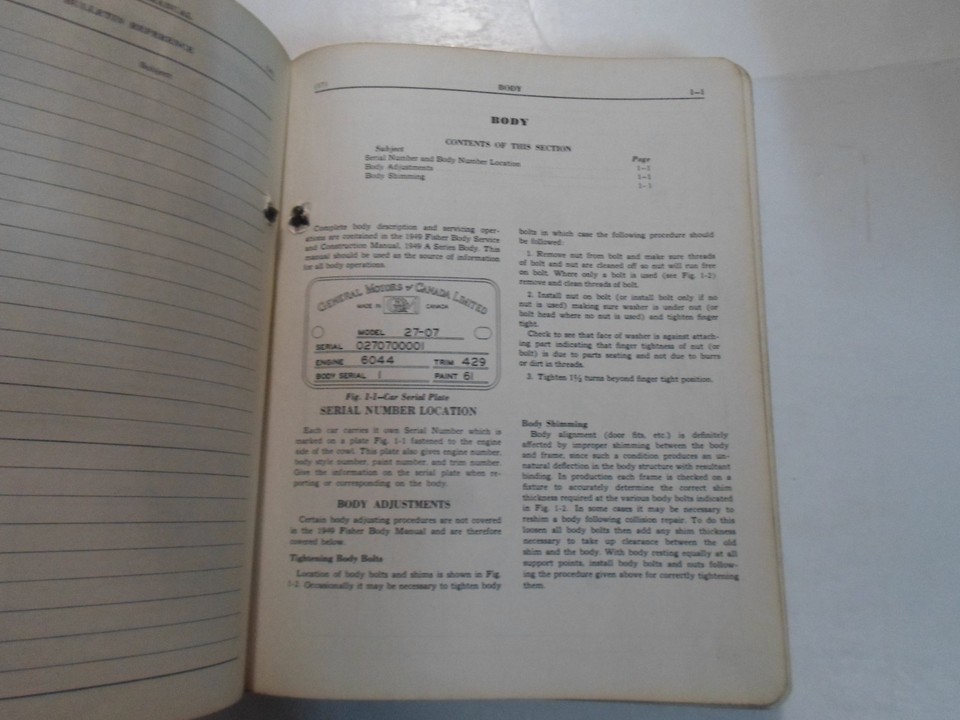 MANUAL
BULLETIN REFERENCE
Subject
BODY
1—1
BODY
CONTENTS OF THIS SECTION
Subject
Page
Serial Number and Body Number Location
1-1
Body Adjustments
1-1
Body Shimming
1-1
Complete body description and servicing oper-
ations are contained in the 1949 Fisher Body Service
and Construction Manual, 1949 A Series Body. This
manual should be used as the source of information
for all body operations.
GENERAL MOTORS of CANADA LIMITED
MADE IN GM CANADA
MODEL 27-07
SERIAL 0270700001
ENGINE 6044 TRIM 429
BODY SERIAL 1 PAINT 61
Fig. 1-1—Car Serial Plate
SERIAL NUMBER LOCATION
Each car carries it own Serial Number which is
marked on a plate Fig. 1-1 fastened to the engine
side of the cowl. This plate also gives engine number,
body style number, paint number, and trim number.
Give the information on the serial plate when re-
porting or corresponding on the body.
BODY ADJUSTMENTS
Certain body adjusting procedures are not covered
in the 1949 Fisher Body Manual and are therefore
covered below.
Tightening Body Bolts
Location of body bolts and shims is shown in Fig.
1-2. Occasionally it may be necessary to tighten body
bolts in which case the following procedure should
be followed:
1. Remove nut from bolt and make sure threads
of bolt and nut are cleaned off so nut will run free
on bolt. Where only a bolt is used (see Fig. 1-2)
remove and clean threads of bolt.
2. Install nut on bolt (or install bolt only if no
nut is used) making sure washer is under nut (or
bolt head where no nut is used) and tighten finger
tight.
Check to see that face of washer is against attach-
ing part indicating that finger tightness of nut (or
bolt) is due to parts seating and not due to burrs
or dirt in threads.
3. Tighten 1½ turns beyond finger tight position.
Body Shimming
Body alignment (door fits, etc.) is definitely
affected by improper shimming between the body
and frame, since such a condition produces an un-
natural deflection in the body structure with resultant
binding. In production each frame is checked on a
fixture to accurately determine the correct shim
thickness required at the various body bolts indicated
in Fig. 1-2. In some cases it may be necessary to
reshim a body following collision repair. To do this
loosen all body bolts then add any shim thickness
necessary to take up clearance between the old
shim and the body. With body resting equally at all
support points, install body bolts and nuts follow-
ing the procedure given above for correctly tightening
them.